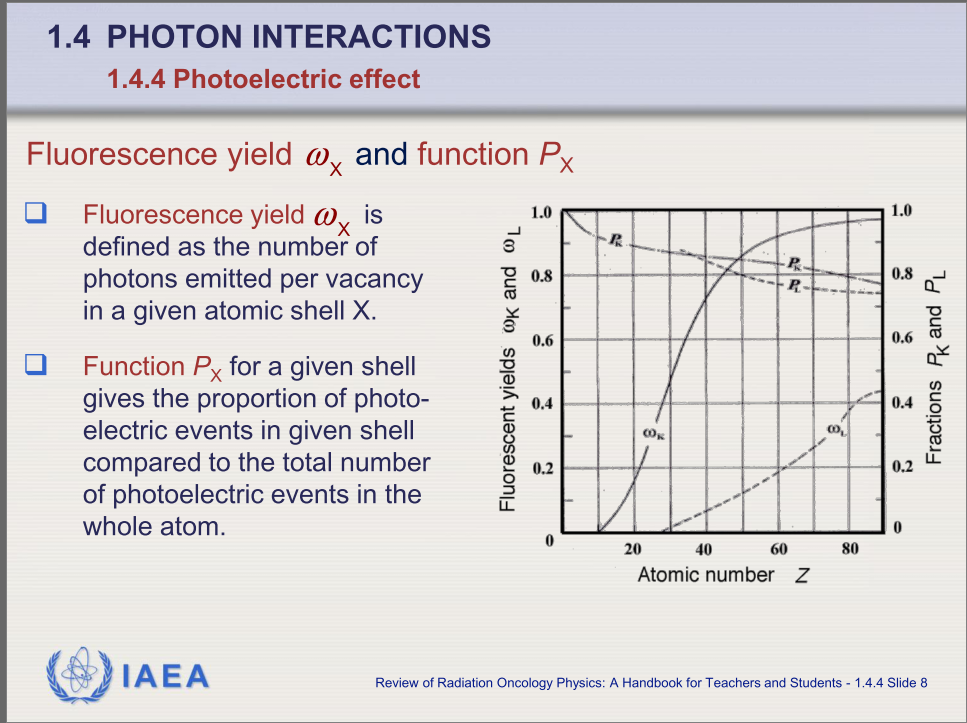 1.4 PHOTON INTERACTIONS
1.4.4 Photoelectric effect
Fluorescence yield ωX and function PX
Fluorescence yield ωX is
defined as the number of
photons emitted per vacancy
in a given atomic shell X.
Function PX for a given shell
gives the proportion of photo-
electric events in given shell
compared to the total number
of photoelectric events in the
whole atom.
Fluorescent yields ωK and ωL
1.0
0.8
0.6
0.4
0.2
0
20 40 60 80
Atomic number Z
PK
PK
PL
ωK
ωL
1.0
0.8
0.6
0.4
0.2
0
Fractions PK and PL
IAEA
Review of Radiation Oncology Physics: A Handbook for Teachers and Students - 1.4.4 Slide 8